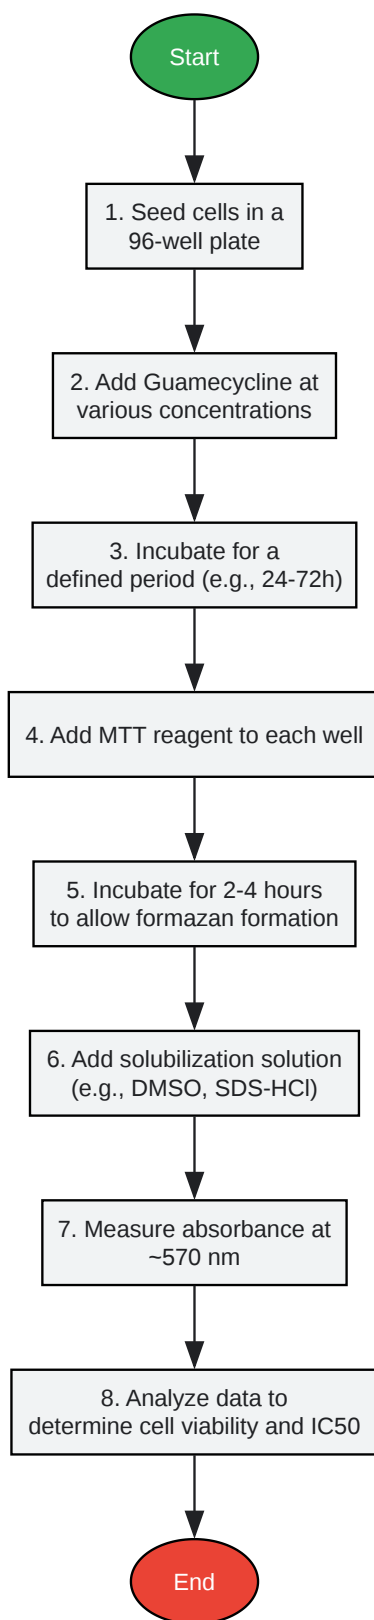 Start
1. Seed cells in a
96-well plate
2. Add Guamecycline at
various concentrations
3. Incubate for a
defined period (e.g., 24-72h)
4. Add MTT reagent to each well
5. Incubate for 2-4 hours
to allow formazan formation
6. Add solubilization solution
(e.g., DMSO, SDS-HCl)
7. Measure absorbance at
~570 nm
8. Analyze data to
determine cell viability and IC50
End